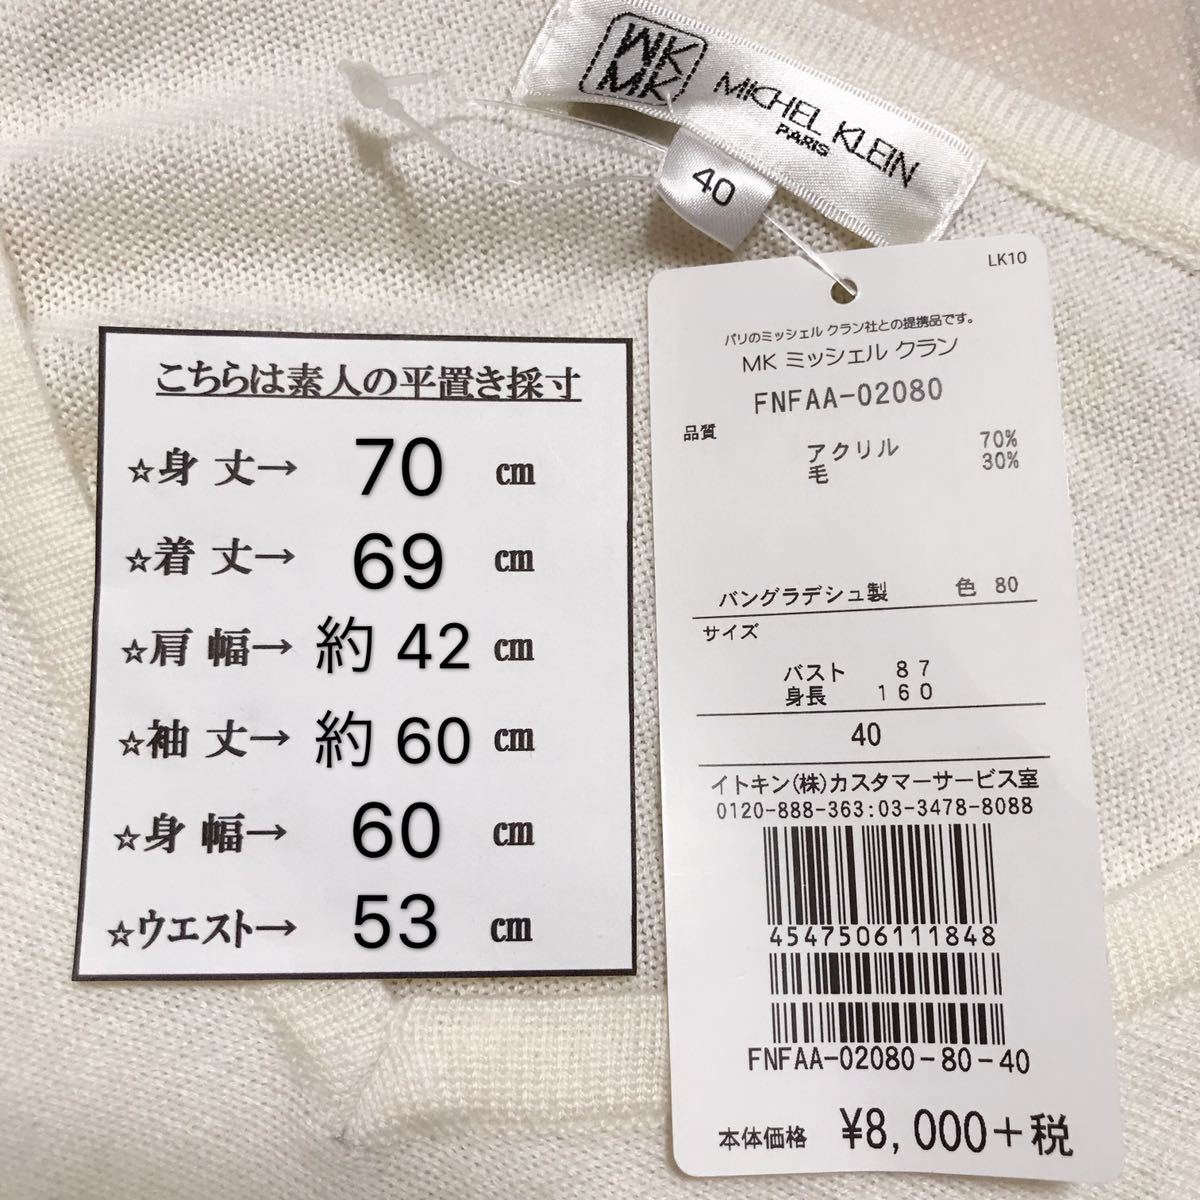 MK
MK
MICHEL KLEIN
PARIS
40
こちらは素人の平置き採寸
☆身 丈→ 70 ㎝
☆着 丈→ 69 ㎝
☆肩 幅→ 約 42 ㎝
☆袖 丈→ 約 60 ㎝
☆身 幅→ 60 ㎝
☆ウエスト→ 53 ㎝
LK10
パリのミッシェル クラン社との提携品です。
MK ミッシェル クラン
FNFAA-02080
品質
アクリル 70%
毛 30%
バングラデシュ製 色 80
サイズ
バスト 87
身長 160
40
イトキン(株)カスタマーサービス室
0120-888-363:03-3478-8088
4547506111848
FNFAA-02080-80-40
本体価格 ¥8,000+税